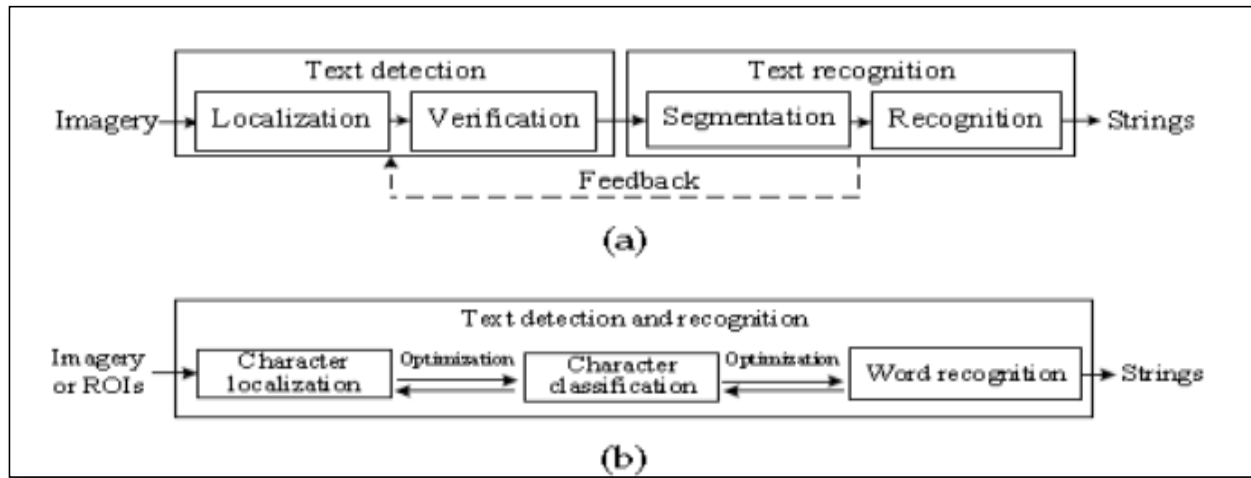 Text detection
Text recognition
Imagery
Localization
Verification
Segmentation
Recognition
Strings
Feedback
(a)
Text detection and recognition
Imagery
or ROIs
Character
localization
Optimization
Character
classification
Optimization
Word recognition
Strings
(b)